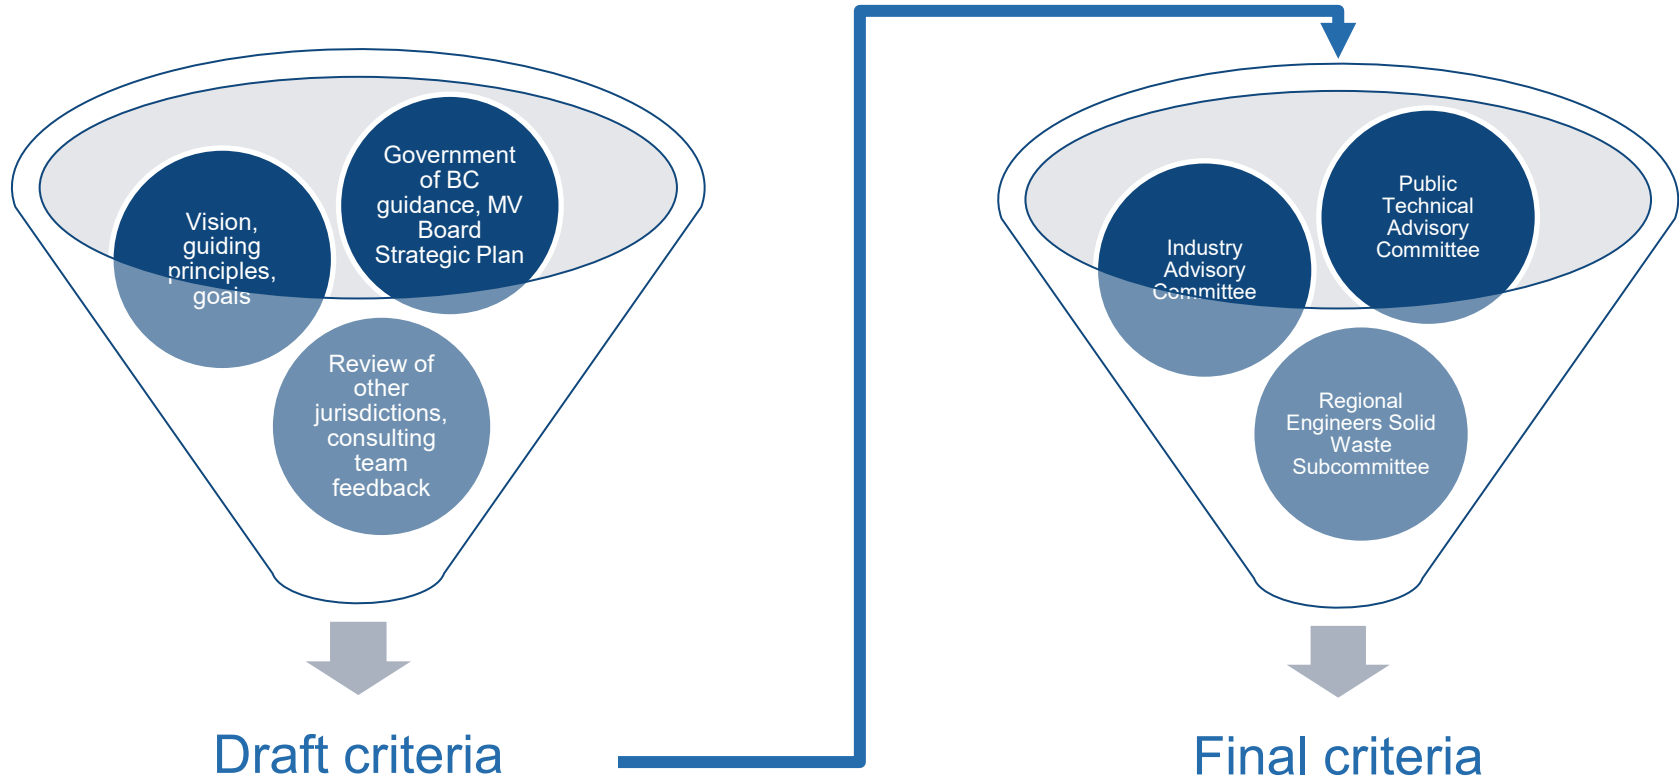 Vision,
guiding
principles,
goals
Government
of BC
guidance, MV
Board
Strategic Plan
Review of
other
jurisdictions,
consulting
team
feedback
Draft criteria
Industry
Advisory
Committee
Public
Technical
Advisory
Committee
Regional
Engineers Solid
Waste
Subcommittee
Final criteria